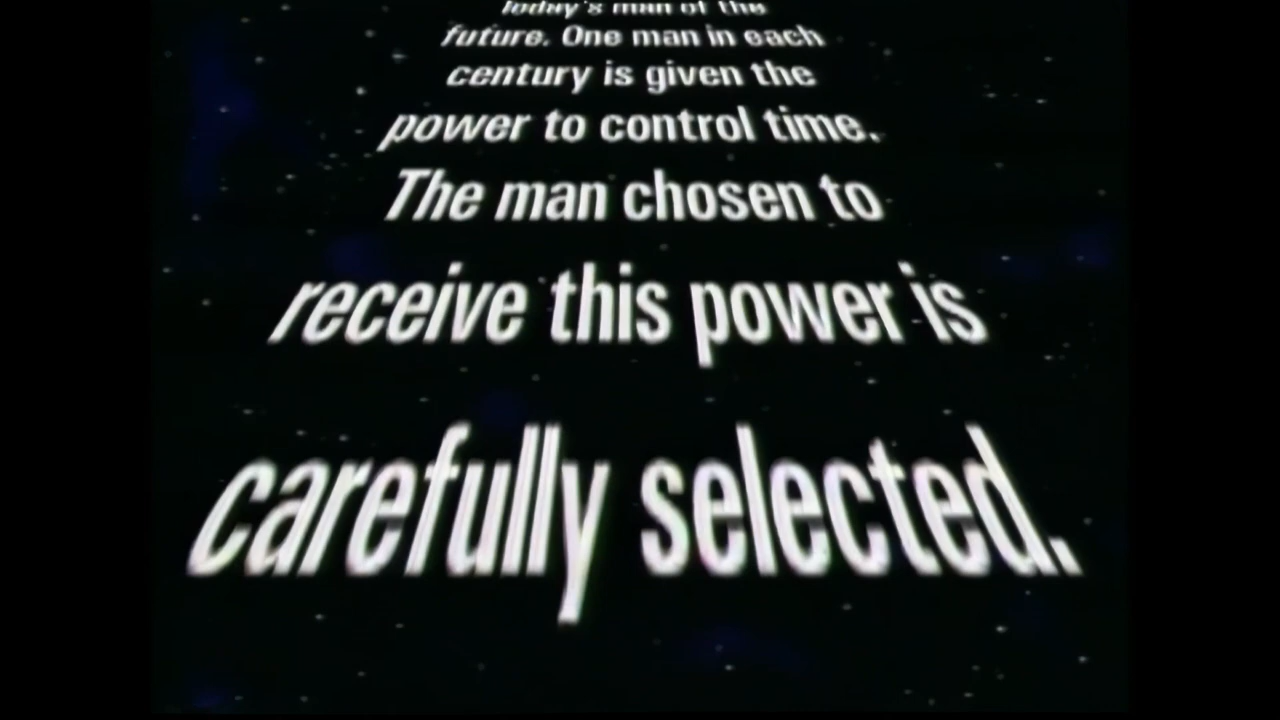 Today's man of the
future. One man in each
century is given the
power to control time.
The man chosen to
receive this power is
carefully selected.